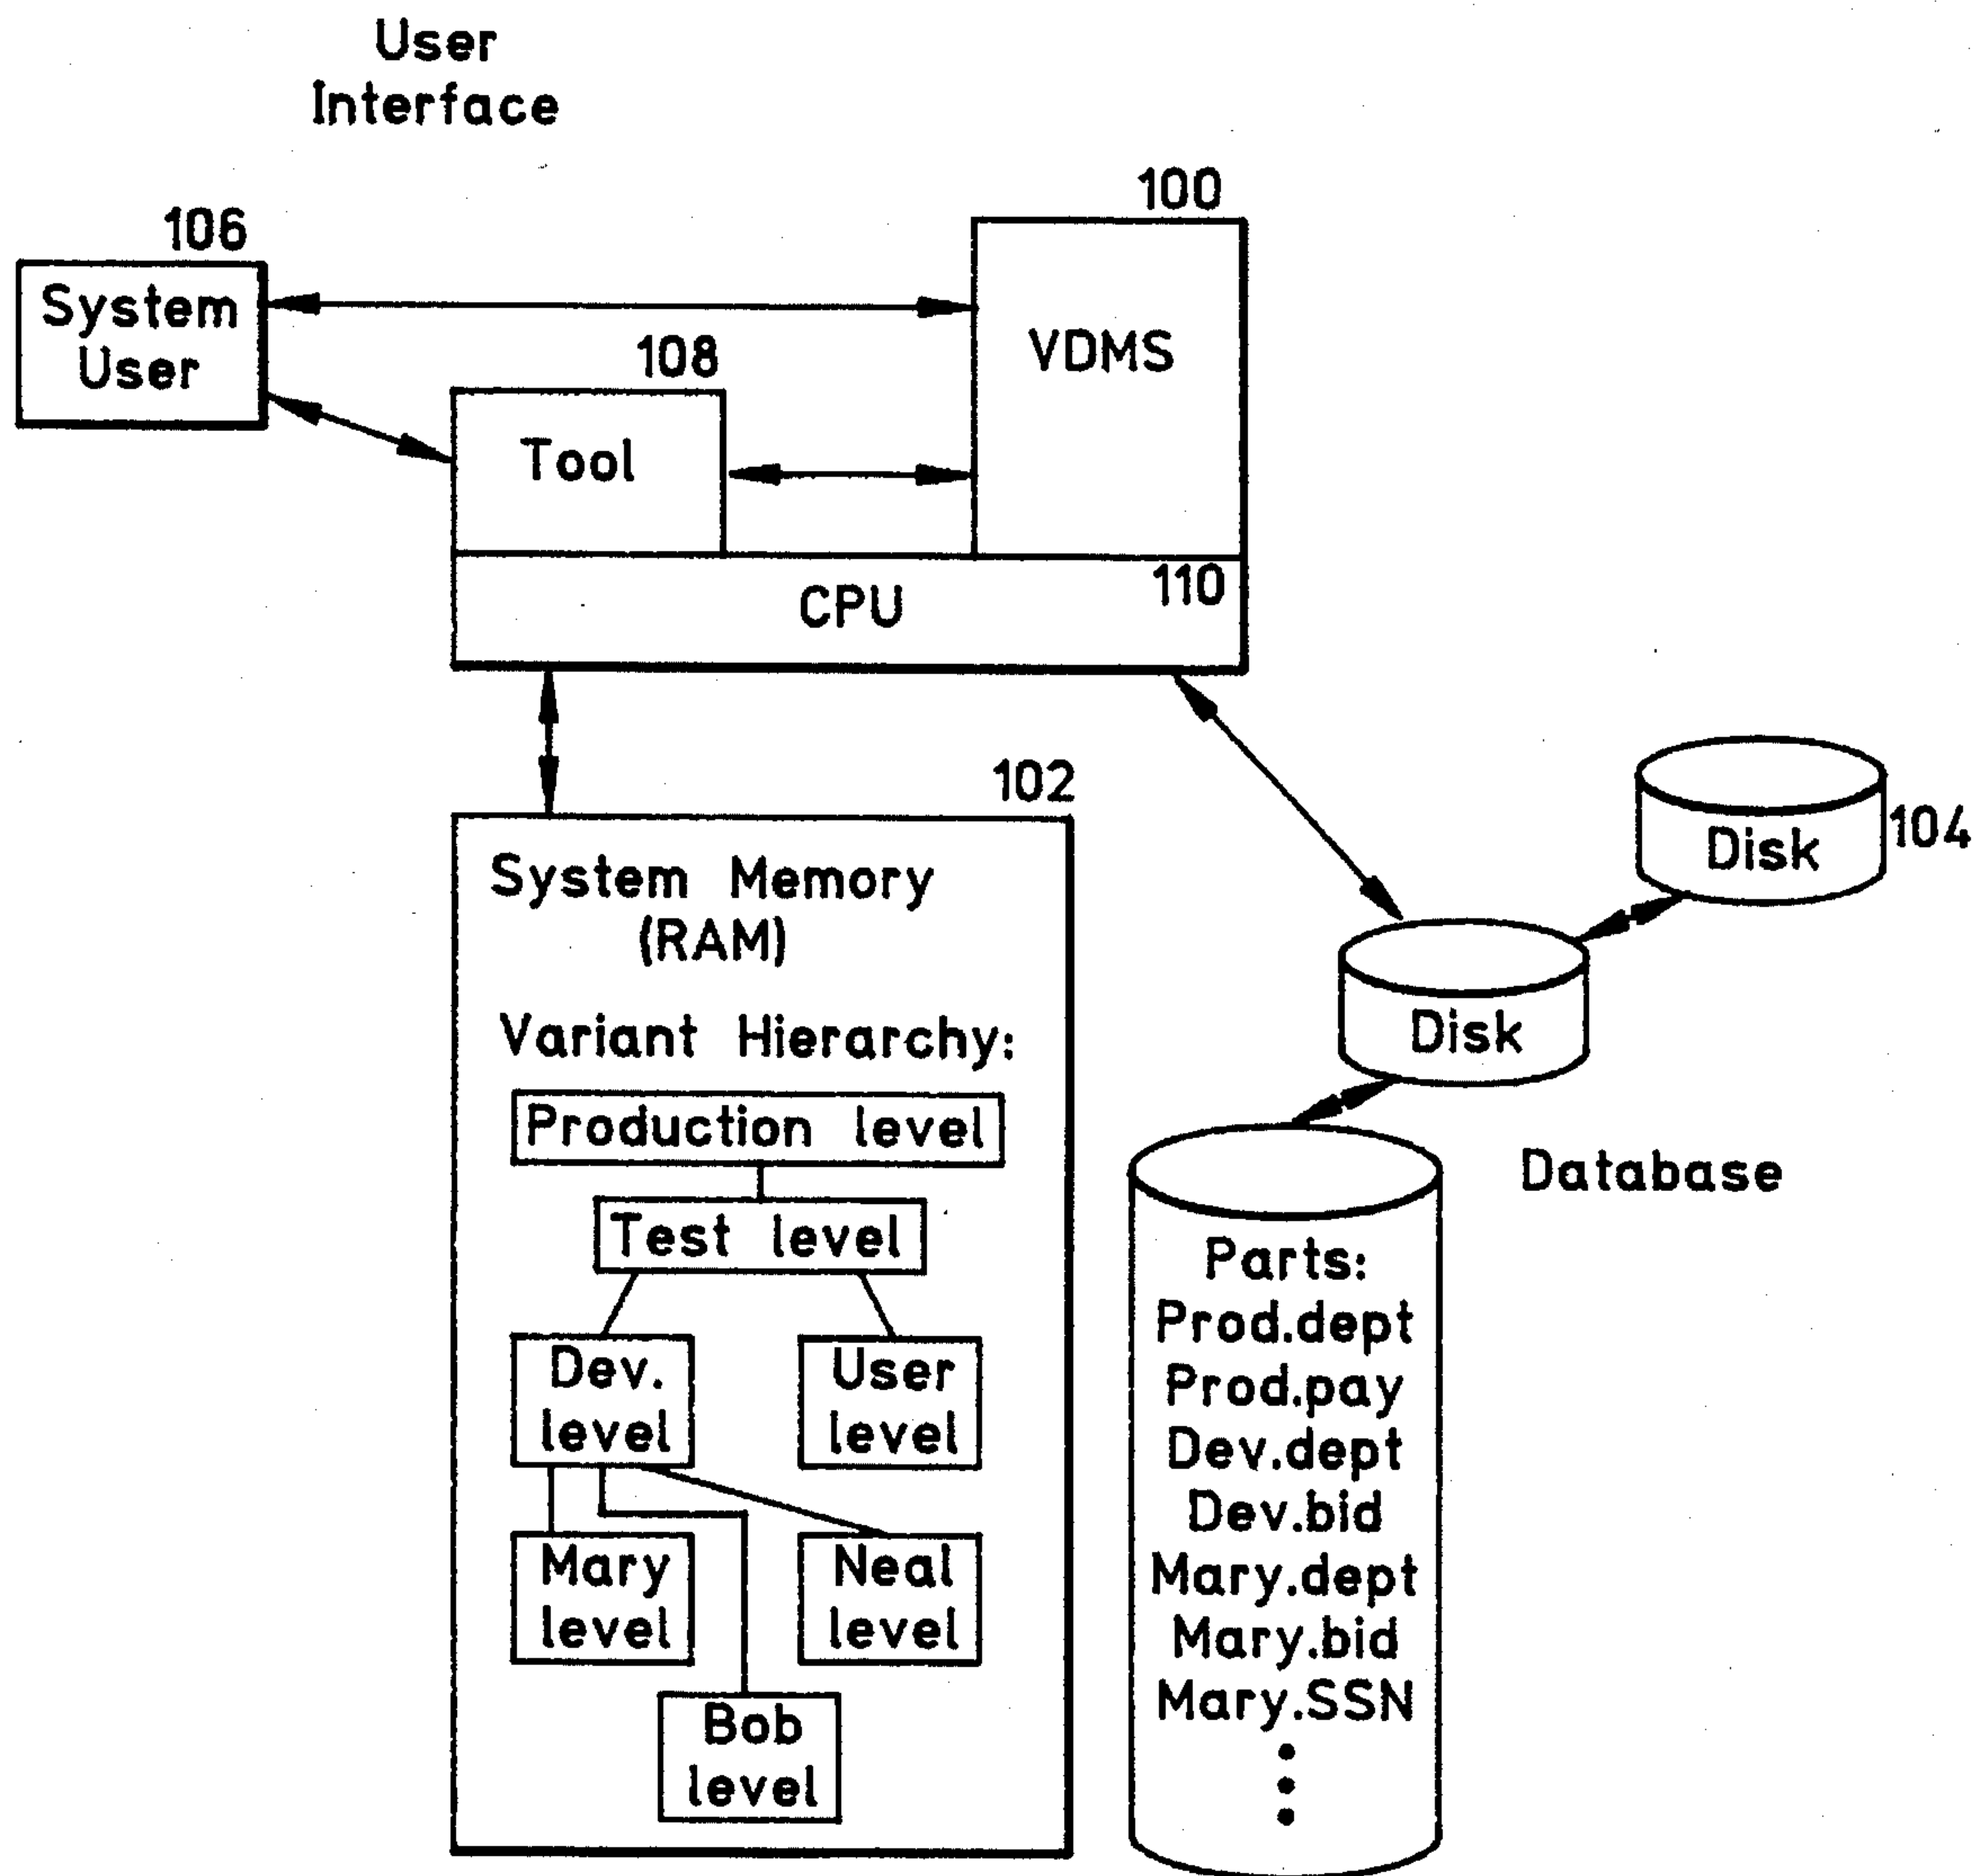 User
Interface
100
106
System
User
108
VDMS
Tool
110
CPU
102
System Memory
(RAM)
Variant Hierarchy:
Production level
Test level
Dev.
level
User
level
Mary
level
Neal
level
Bob
level
Disk
104
Disk
Database
Parts:
Prod.dept
Prod.pay
Dev.dept
Dev.bid
Mary.dept
Mary.bid
Mary.SSN